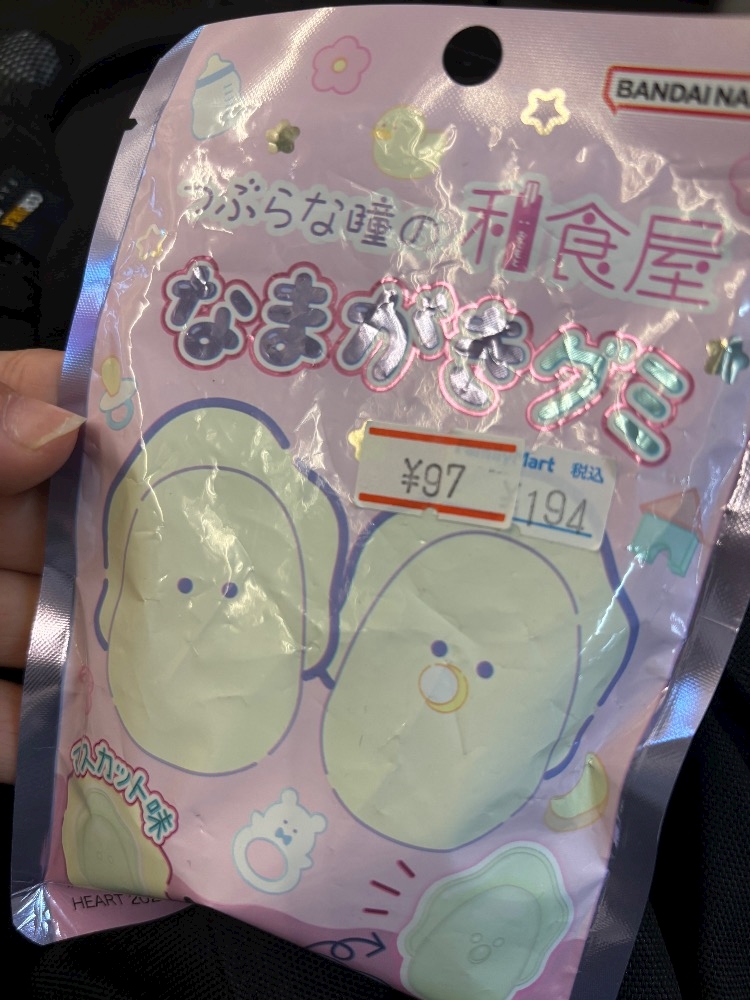 BANDAI NA
つぶらな瞳の
和食屋
なまがきグミ
¥97
Mart 税込
194
マスカット味
HEART 202